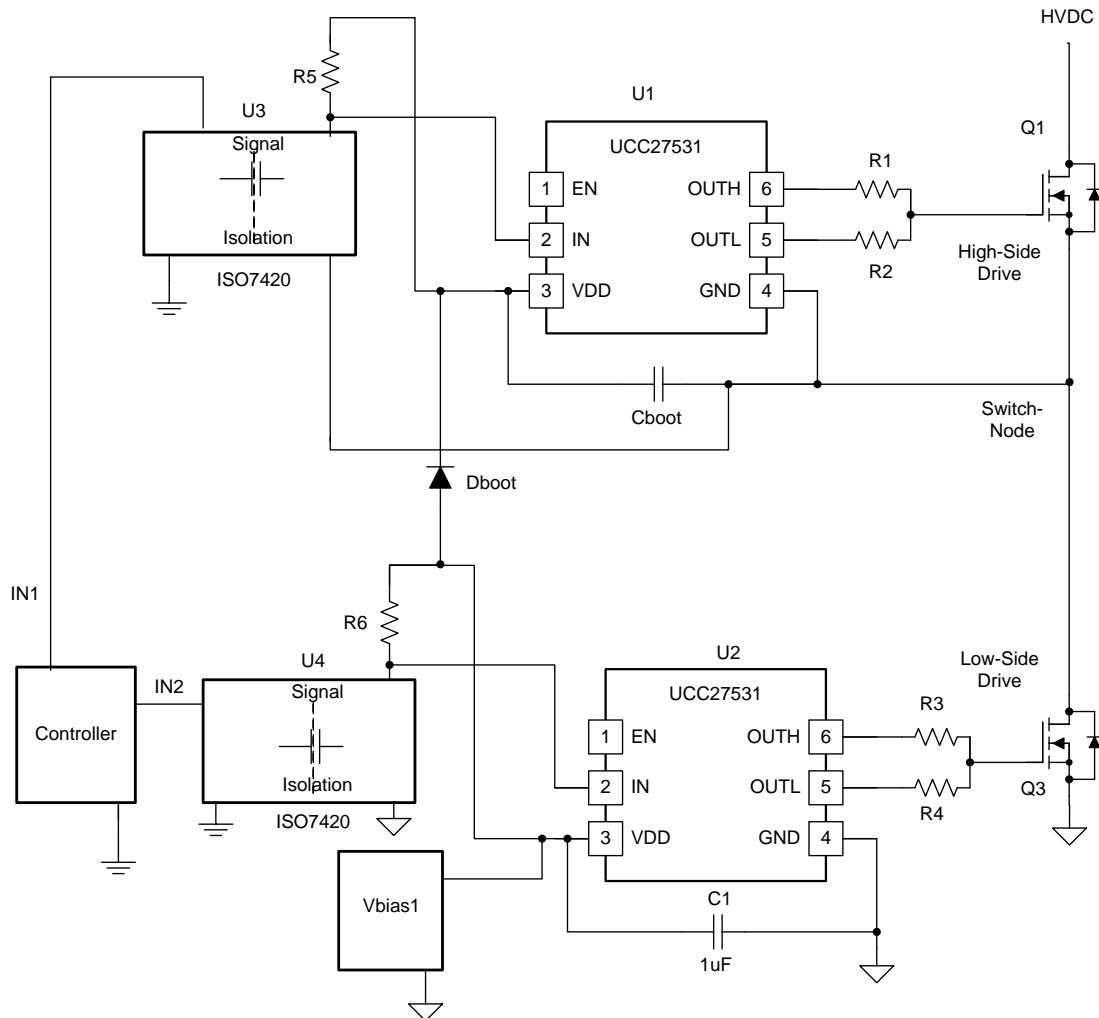 HVDC
R5
U3
Signal
Isolation
ISO7420
U1
UCC27531
1 EN
2 IN
3 VDD
OUTH 6
OUTL 5
GND 4
R1
R2
Q1
High-Side
Drive
Cboot
Switch-
Node
Dboot
IN1
R6
U4
IN2
Controller
Signal
Isolation
ISO7420
U2
UCC27531
1 EN
2 IN
3 VDD
OUTH 6
OUTL 5
GND 4
R3
R4
Low-Side
Drive
Q3
Vbias1
C1
1uF